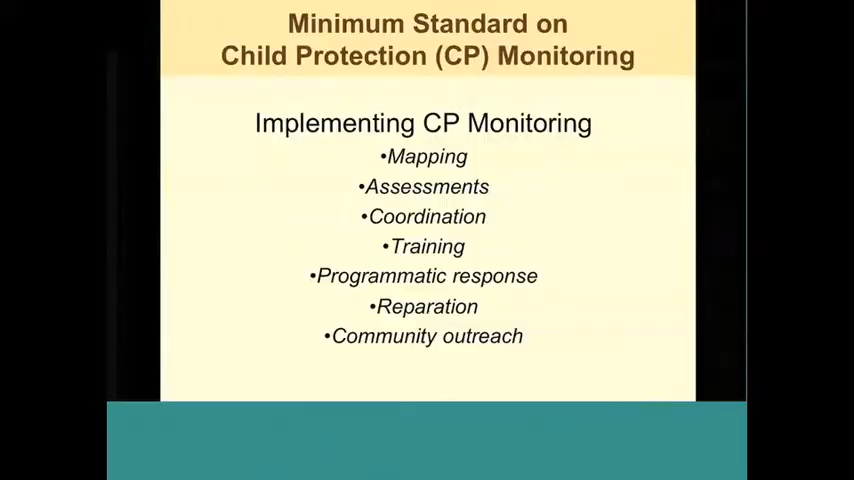 Minimum Standard on
Child Protection (CP) Monitoring
Implementing CP Monitoring
•Mapping
•Assessments
•Coordination
•Training
•Programmatic response
•Reparation
•Community outreach